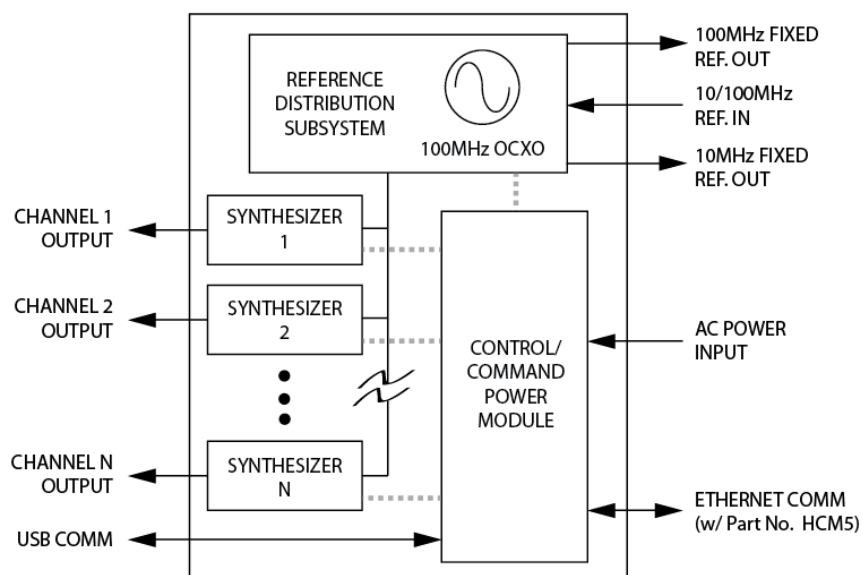 REFERENCE
DISTRIBUTION
SUBSYSTEM
100MHz OCXO
100MHz FIXED
REF. OUT
10/100MHz
REF. IN
10MHz FIXED
REF. OUT
CHANNEL 1
OUTPUT
SYNTHESIZER
1
CHANNEL 2
OUTPUT
SYNTHESIZER
2
CONTROL/
COMMAND
POWER
MODULE
AC POWER
INPUT
CHANNEL N
OUTPUT
SYNTHESIZER
N
USB COMM
ETHERNET COMM
(w/ Part No. HCM5)